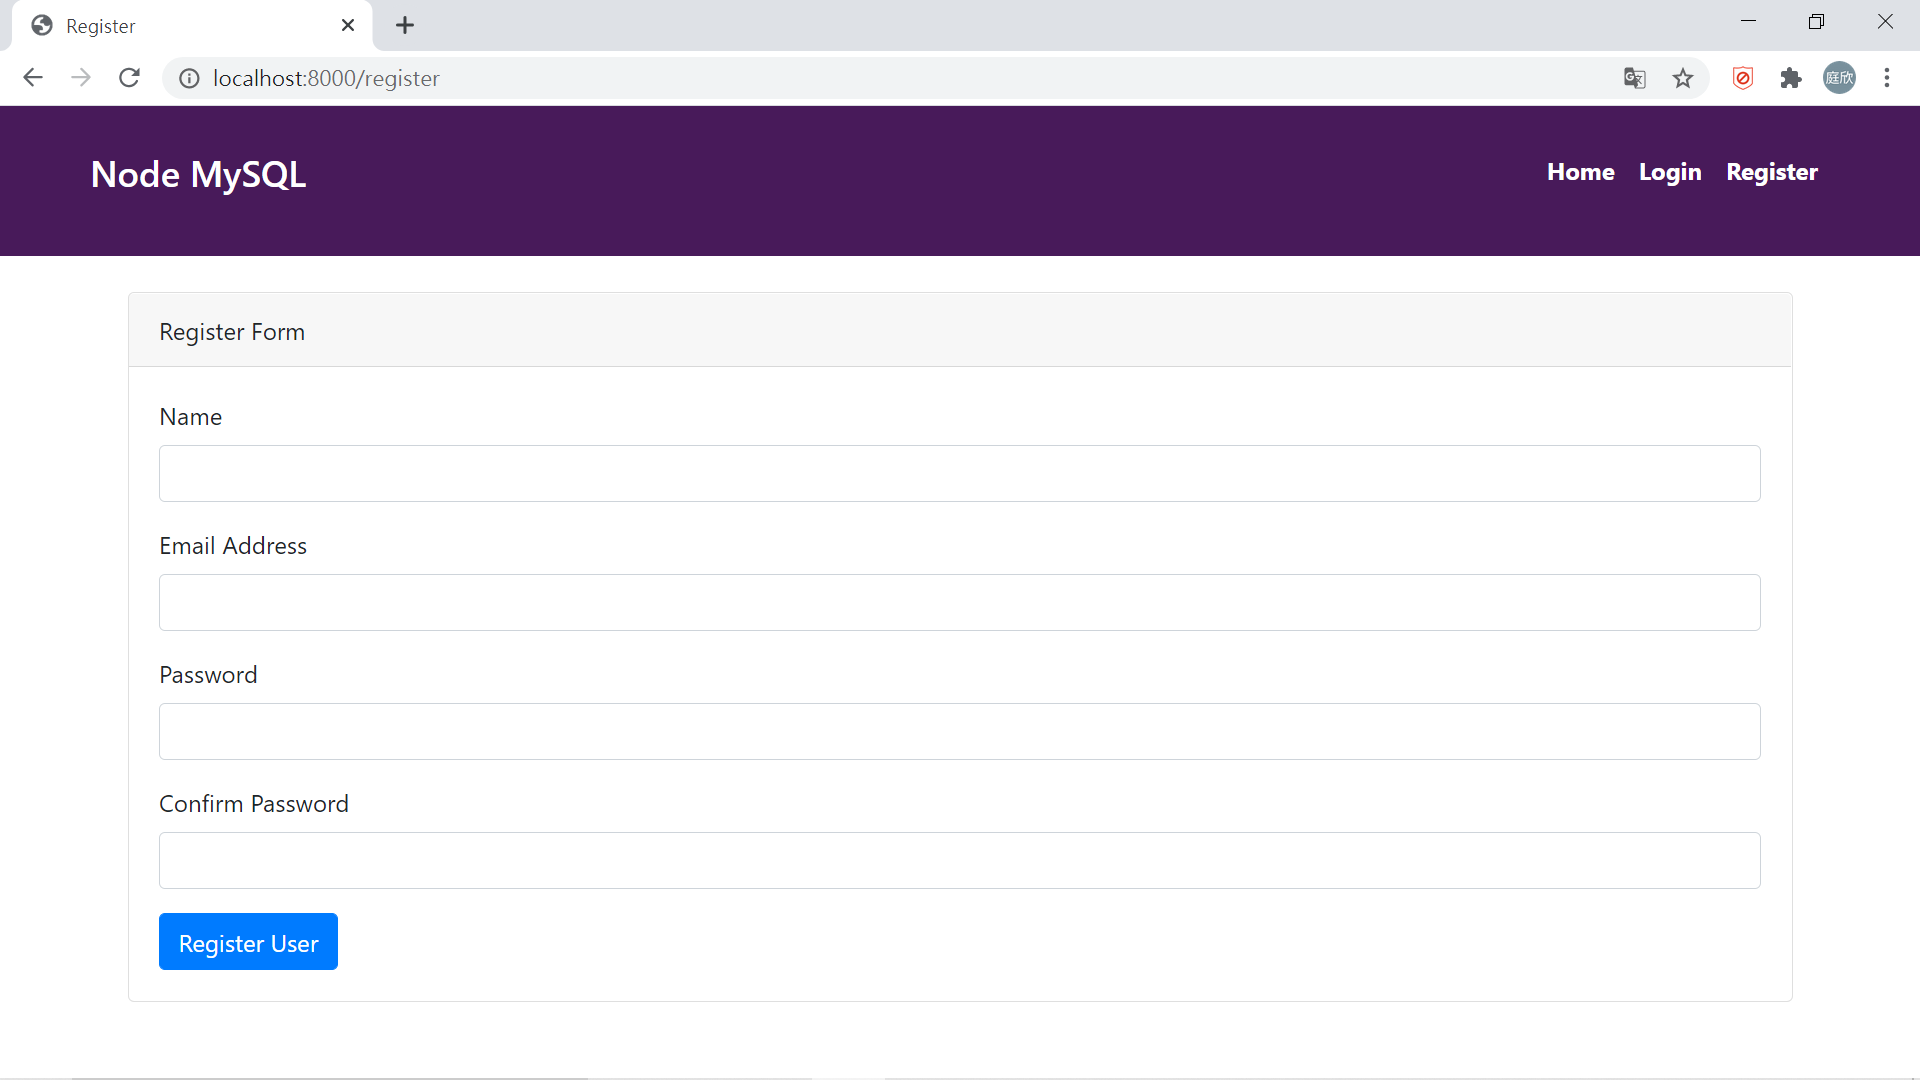 Register
localhost:8000/register
庭欣
Node MySQL
Home Login Register
Register Form
Name
Email Address
Password
Confirm Password
Register User